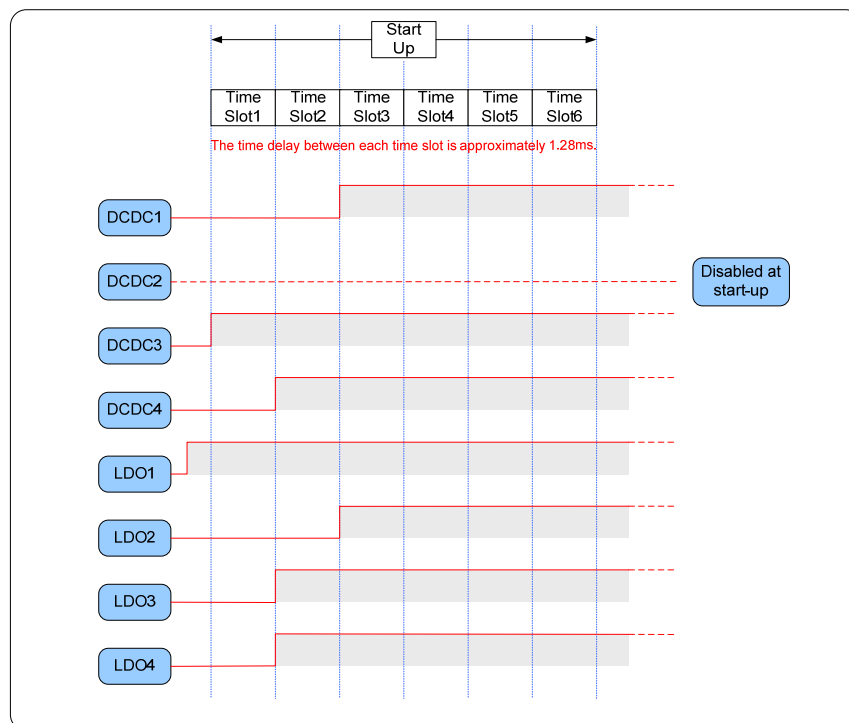 Start
Up
Time
Slot1
Time
Slot2
Time
Slot3
Time
Slot4
Time
Slot5
Time
Slot6
The time delay between each time slot is approximately 1.28ms.
DCDC1
DCDC2
Disabled at
start-up
DCDC3
DCDC4
LDO1
LDO2
LDO3
LDO4